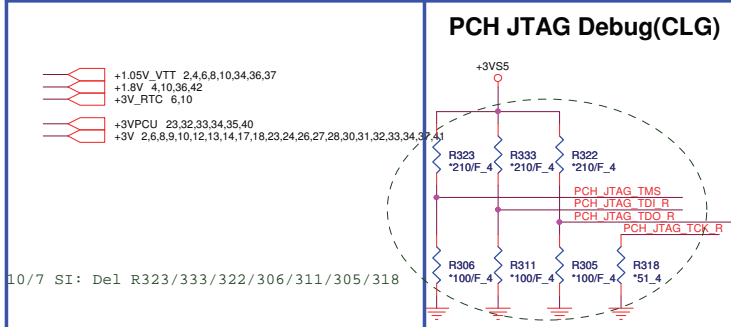 PCH JTAG Debug(CLG)
+1.05V_VTT 2,4,6,8,10,34,36,37
+1.8V 4,10,36,42
+3V_RTC 6,10
+3VPCU 23,32,33,34,35,40
+3V 2,6,8,9,10,12,13,14,17,18,23,24,26,27,28,30,31,32,33,34,37,41
+3VS5
R323 R333 R322
*210/F_4 *210/F_4 *210/F_4
PCH_JTAG_TMS
PCH_JTAG_TDI_R
PCH_JTAG_TDO_R
PCH_JTAG_TCK_R
R306 R311 R305 R318
*100/F_4 *100/F_4 *100/F_4 *51_4
10/7 SI: Del R323/333/322/306/311/305/318